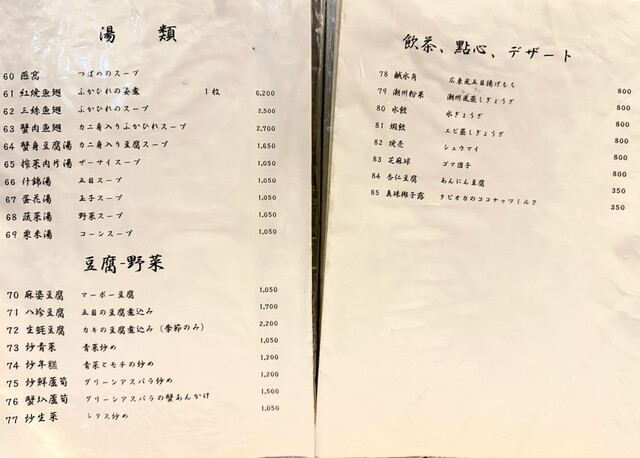 湯 類
60 燕窩 つばめのスープ
61 紅焼魚翅 ふかひれの姿煮 1枚 6,200
62 三絲魚翅 ふかひれのスープ 2,500
63 蟹肉魚翅 カニ身入りふかひれスープ 2,700
64 蟹身豆腐湯 カニ身入り豆腐スープ 1,650
65 搾菜肉片湯 ザーサイスープ 1,050
66 什錦湯 五目スープ 1,050
67 蛋花湯 玉子スープ 1,050
68 蔬菜湯 野菜スープ 1,050
69 粟米湯 コーンスープ 1,050
豆腐-野菜
70 麻婆豆腐 マーボー豆腐 1,050
71 八珍豆腐 五目の豆腐煮込み 1,700
72 生蠔豆腐 カキの豆腐煮込み (季節のみ) 2,200
73 炒青菜 青菜炒め 1,050
74 炒年糕 青菜とモチの炒め 1,200
75 炒鮮蘆筍 グリーンアスパラ炒め 1,200
76 蟹扒蘆筍 グリーンアスパラの蟹あんかけ 1,500
77 炒生菜 レタス炒め 1,050
飲茶、點心、デザート
78 鹹水角 広東風五目揚げもち 800
79 潮州粉果 潮州風蒸しぎょうざ 800
80 水餃 水ぎょうざ 800
81 蝦餃 エビ蒸しぎょうざ 800
82 焼売 シュウマイ 800
83 芝麻球 ゴマ団子 800
84 杏仁豆腐 あんにん豆腐 350
85 真珠椰子露 タピオカのココナッツミルク 350